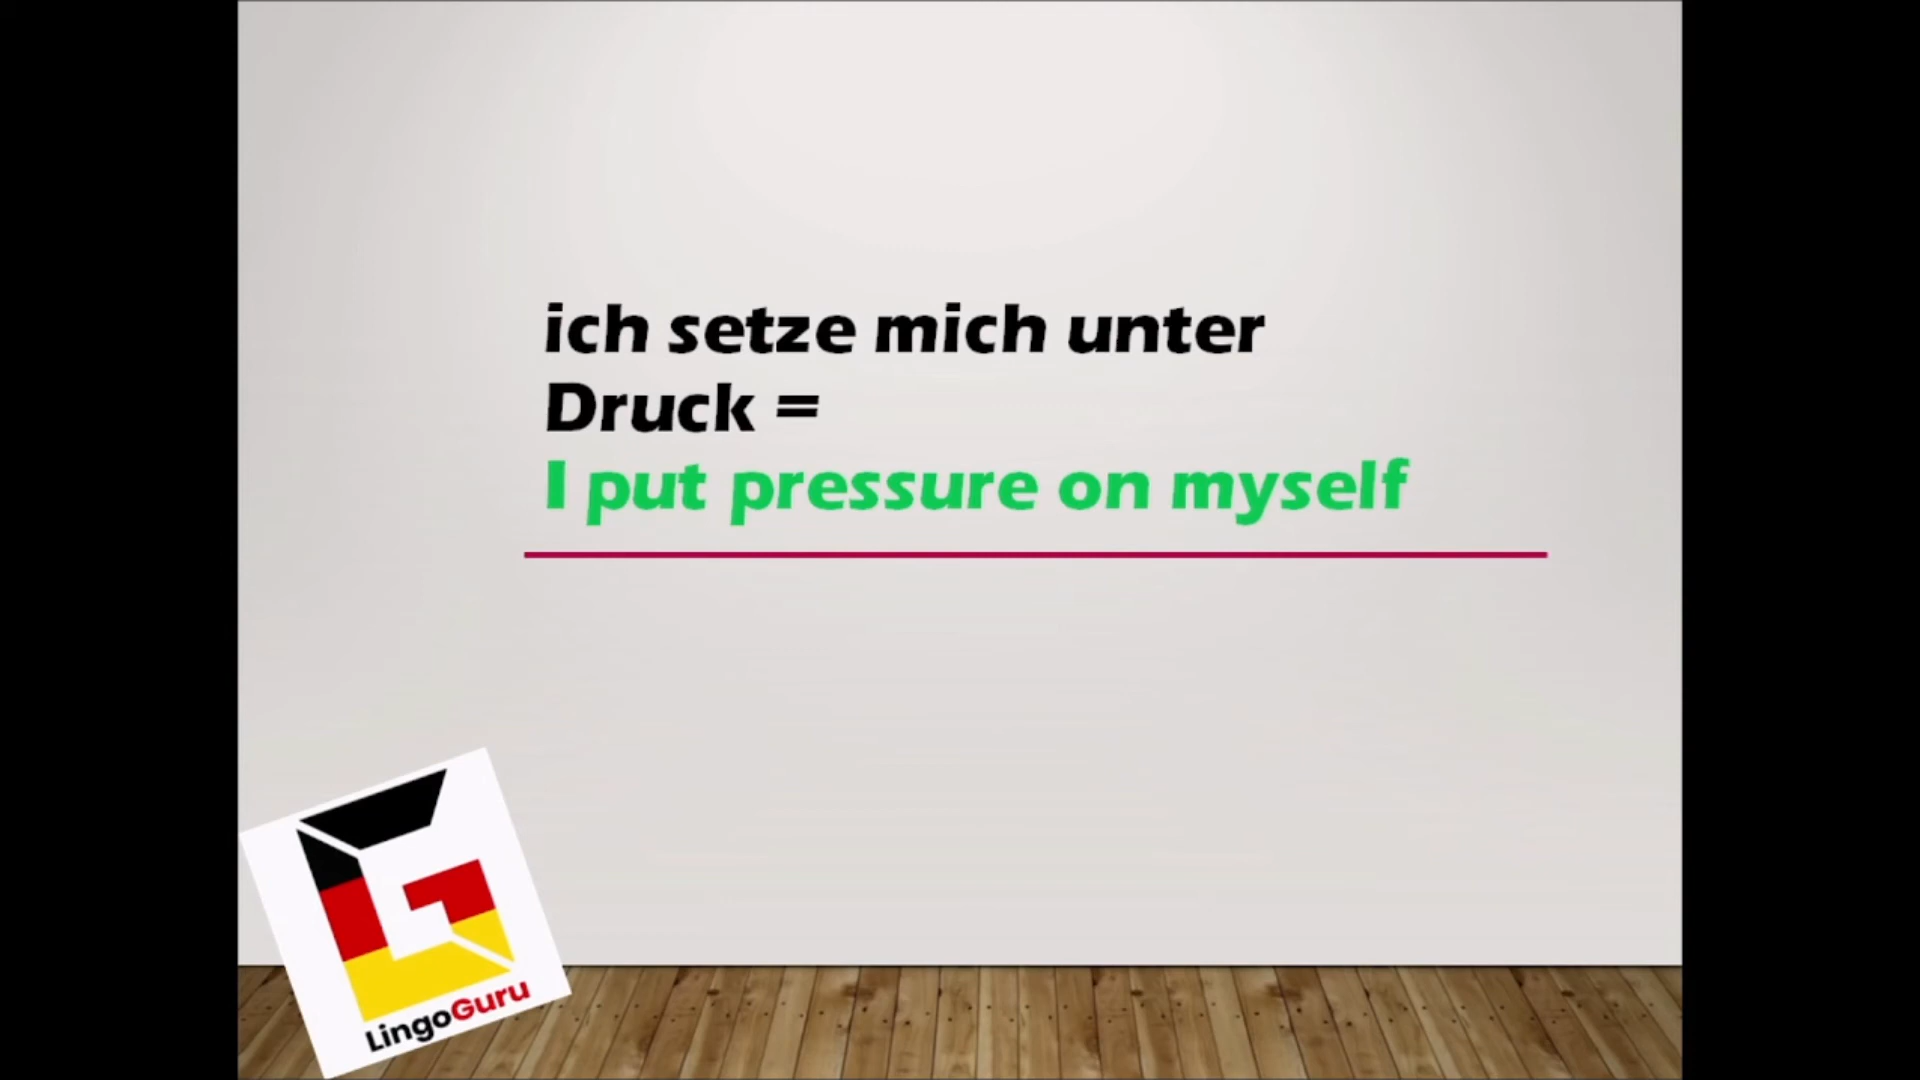 ich setze mich unter
Druck =
I put pressure on myself
LingoGuru